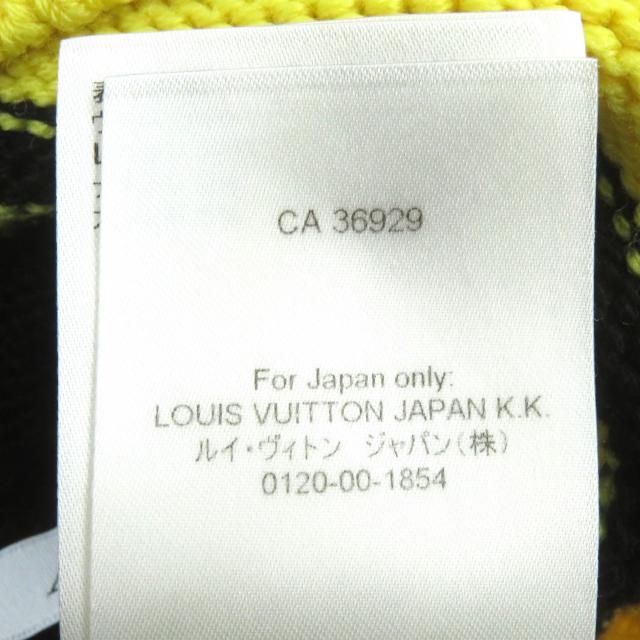 CA 36929
For Japan only:
LOUIS VUITTON JAPAN K.K.
ルイ・ヴィトン ジャパン(株)
0120-00-1854